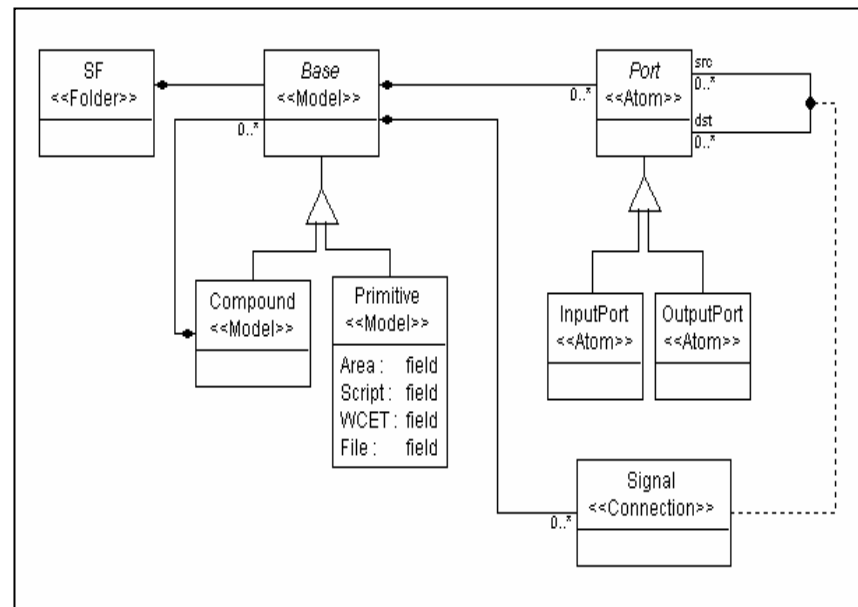 SF
<<Folder>>
Base
<<Model>>
0..*
0..*
Port
<<Atom>>
src
0..*
dst
0..*
Compound
<<Model>>
Primitive
<<Model>>
Area : field
Script : field
WCET : field
File : field
InputPort
<<Atom>>
OutputPort
<<Atom>>
Signal
<<Connection>>
0..*